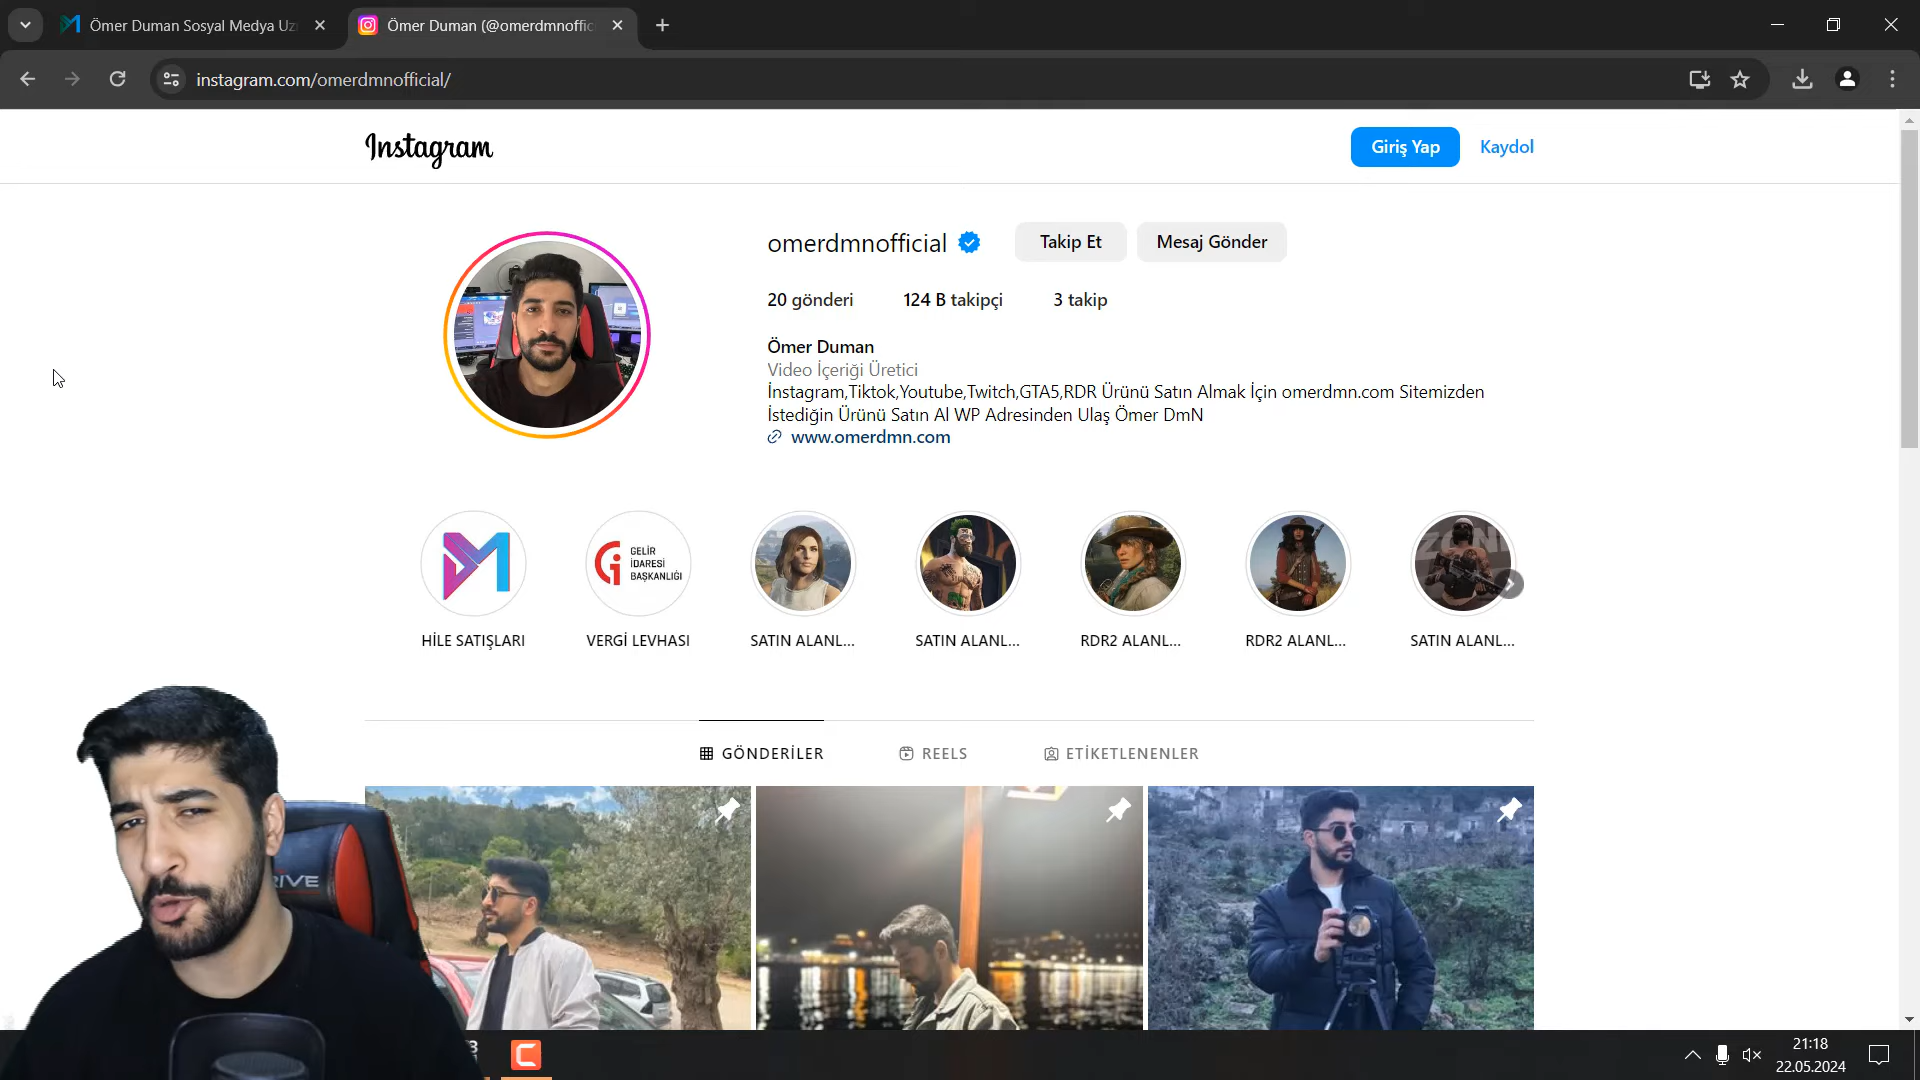 Ömer Duman Sosyal Medya Uz
Ömer Duman (@omerdmnoffic
instagram.com/omerdmnofficial/
Instagram
Giriş Yap
Kaydol
omerdmnofficial
Takip Et
Mesaj Gönder
20 gönderi
124 B takipçi
3 takip
Ömer Duman
Video İçeriği Üretici
İnstagram,Tiktok,Youtube,Twitch,GTA5,RDR Ürünü Satın Almak İçin omerdmn.com Sitemizden
İstediğin Ürünü Satın Al WP Adresinden Ulaş Ömer DmN
www.omerdmn.com
GELİR
İDARESİ
BAŞKANLIĞI
HİLE SATIŞLARI
VERGİ LEVHASI
SATIN ALANL...
SATIN ALANL...
RDR2 ALANL...
RDR2 ALANL...
SATIN ALANL...
GÖNDERİLER
REELS
ETİKETLENENLER
21:18
22.05.2024